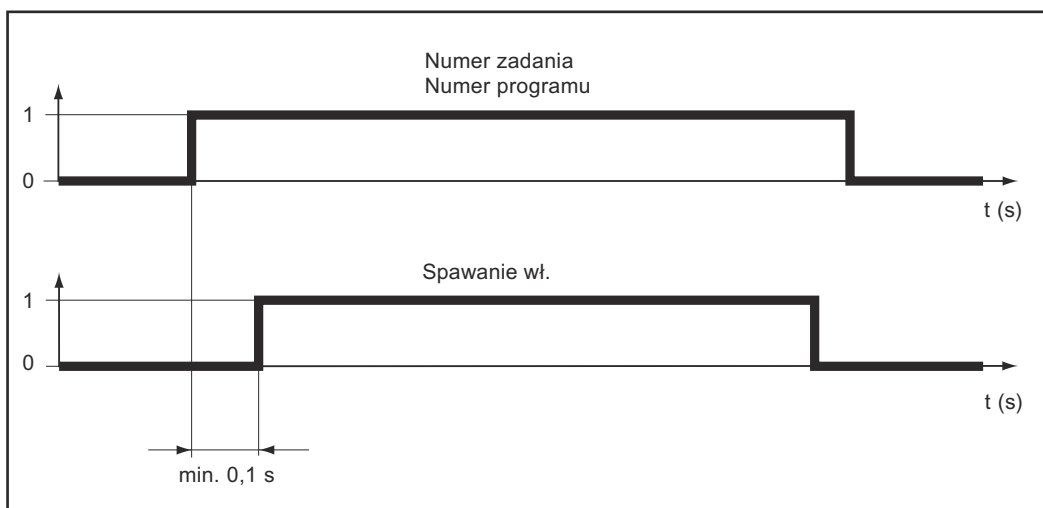 Numer zadania
Numer programu
1
0
t (s)
Spawanie wł.
1
0
t (s)
min. 0,1 s